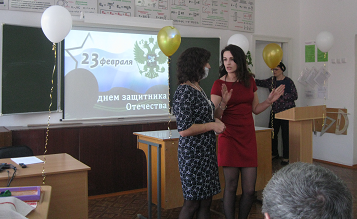 23 февраля
днем защитника
Отечества